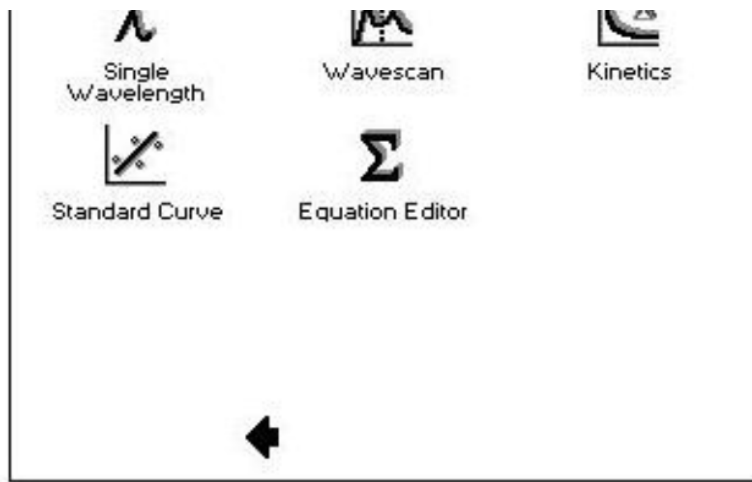 Single
Wavelength
Wavescan
Kinetics
Standard Curve
Equation Editor